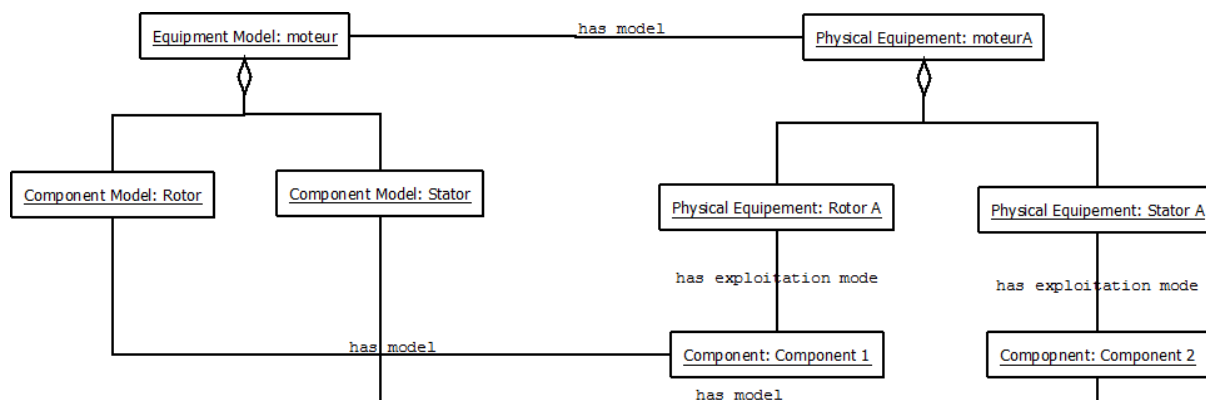 Equipment Model: moteur
has model
Physical Equipement: moteurA
Component Model: Rotor
Component Model: Stator
Physical Equipement: Rotor A
Physical Equipement: Stator A
has exploitation mode
has exploitation mode
has model
Component: Component 1
Compopnent: Component 2
has model